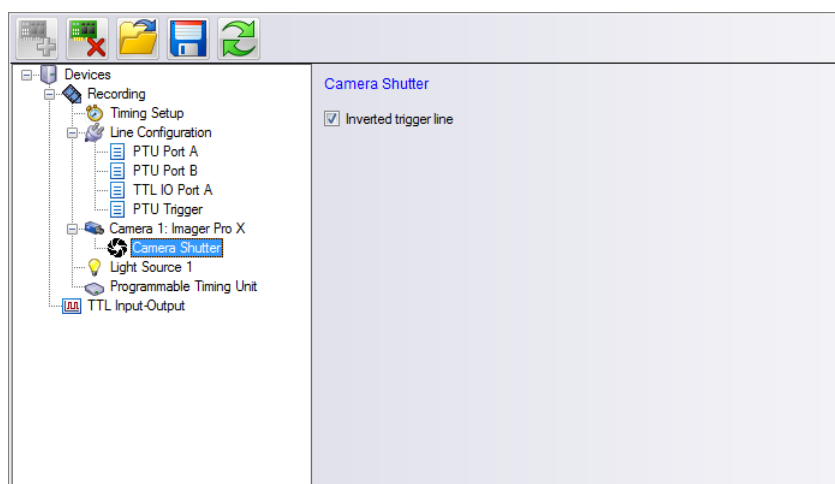 Devices
Recording
Timing Setup
Line Configuration
PTU Port A
PTU Port B
TTL IO Port A
PTU Trigger
Camera 1: Imager Pro X
Camera Shutter
Light Source 1
Programmable Timing Unit
TTL Input-Output
Camera Shutter
Inverted trigger line